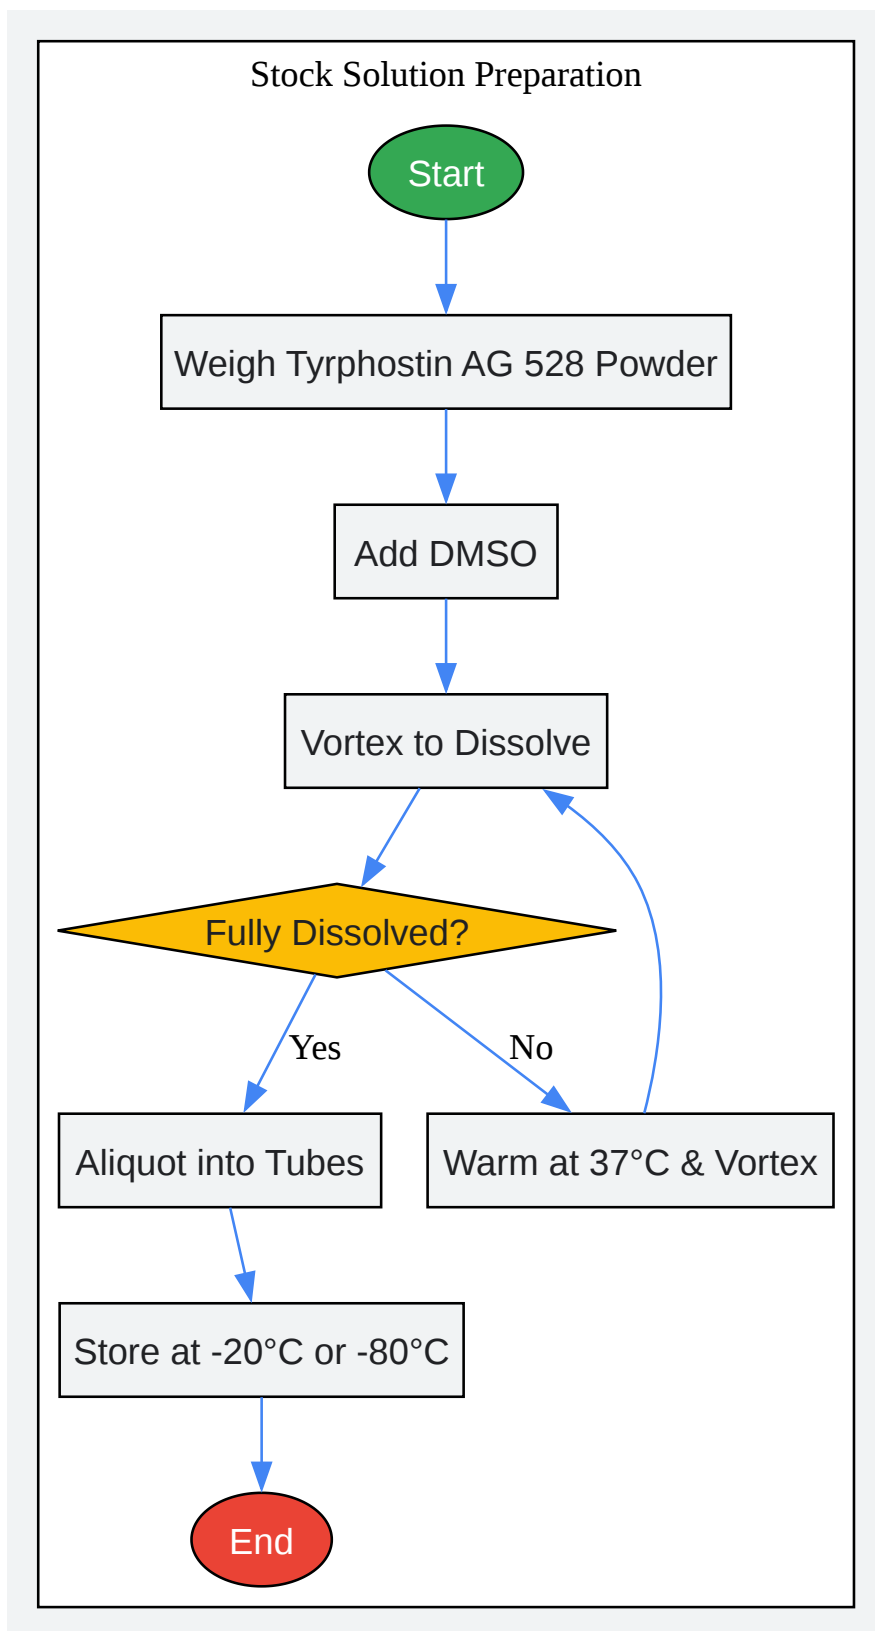 Stock Solution Preparation
Start
Weigh Tyrphostin AG 528 Powder
Add DMSO
Vortex to Dissolve
Fully Dissolved?
Yes
No
Aliquot into Tubes
Warm at 37°C & Vortex
Store at -20°C or -80°C
End